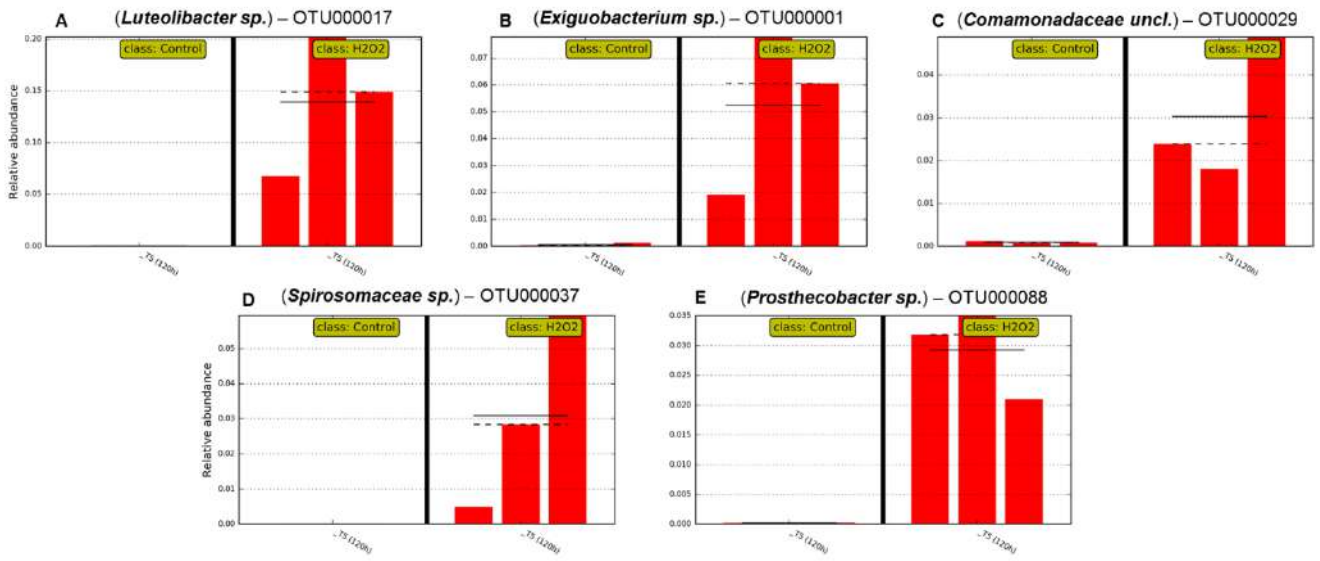 A (Luteolibacter sp.) – OTU000017
class: Control
class: H2O2
Relative abundance
0.20
0.15
0.10
0.05
0.00
_T5 (120h)
_T5 (120h)
B (Exiguobacterium sp.) – OTU000001
class: Control
class: H2O2
0.07
0.06
0.05
0.04
0.03
0.02
0.01
0.00
_T5 (120h)
_T5 (120h)
C (Comamonadaceae uncl.) – OTU000029
class: Control
class: H2O2
0.04
0.03
0.02
0.01
0.00
_T5 (120h)
_T5 (120h)
D (Spirosomaceae sp.) – OTU000037
class: Control
class: H2O2
Relative abundance
0.05
0.04
0.03
0.02
0.01
0.00
_T5 (120h)
_T5 (120h)
E (Prosthecobacter sp.) – OTU000088
class: Control
class: H2O2
0.035
0.030
0.025
0.020
0.015
0.010
0.005
0.000
_T5 (120h)
_T5 (120h)